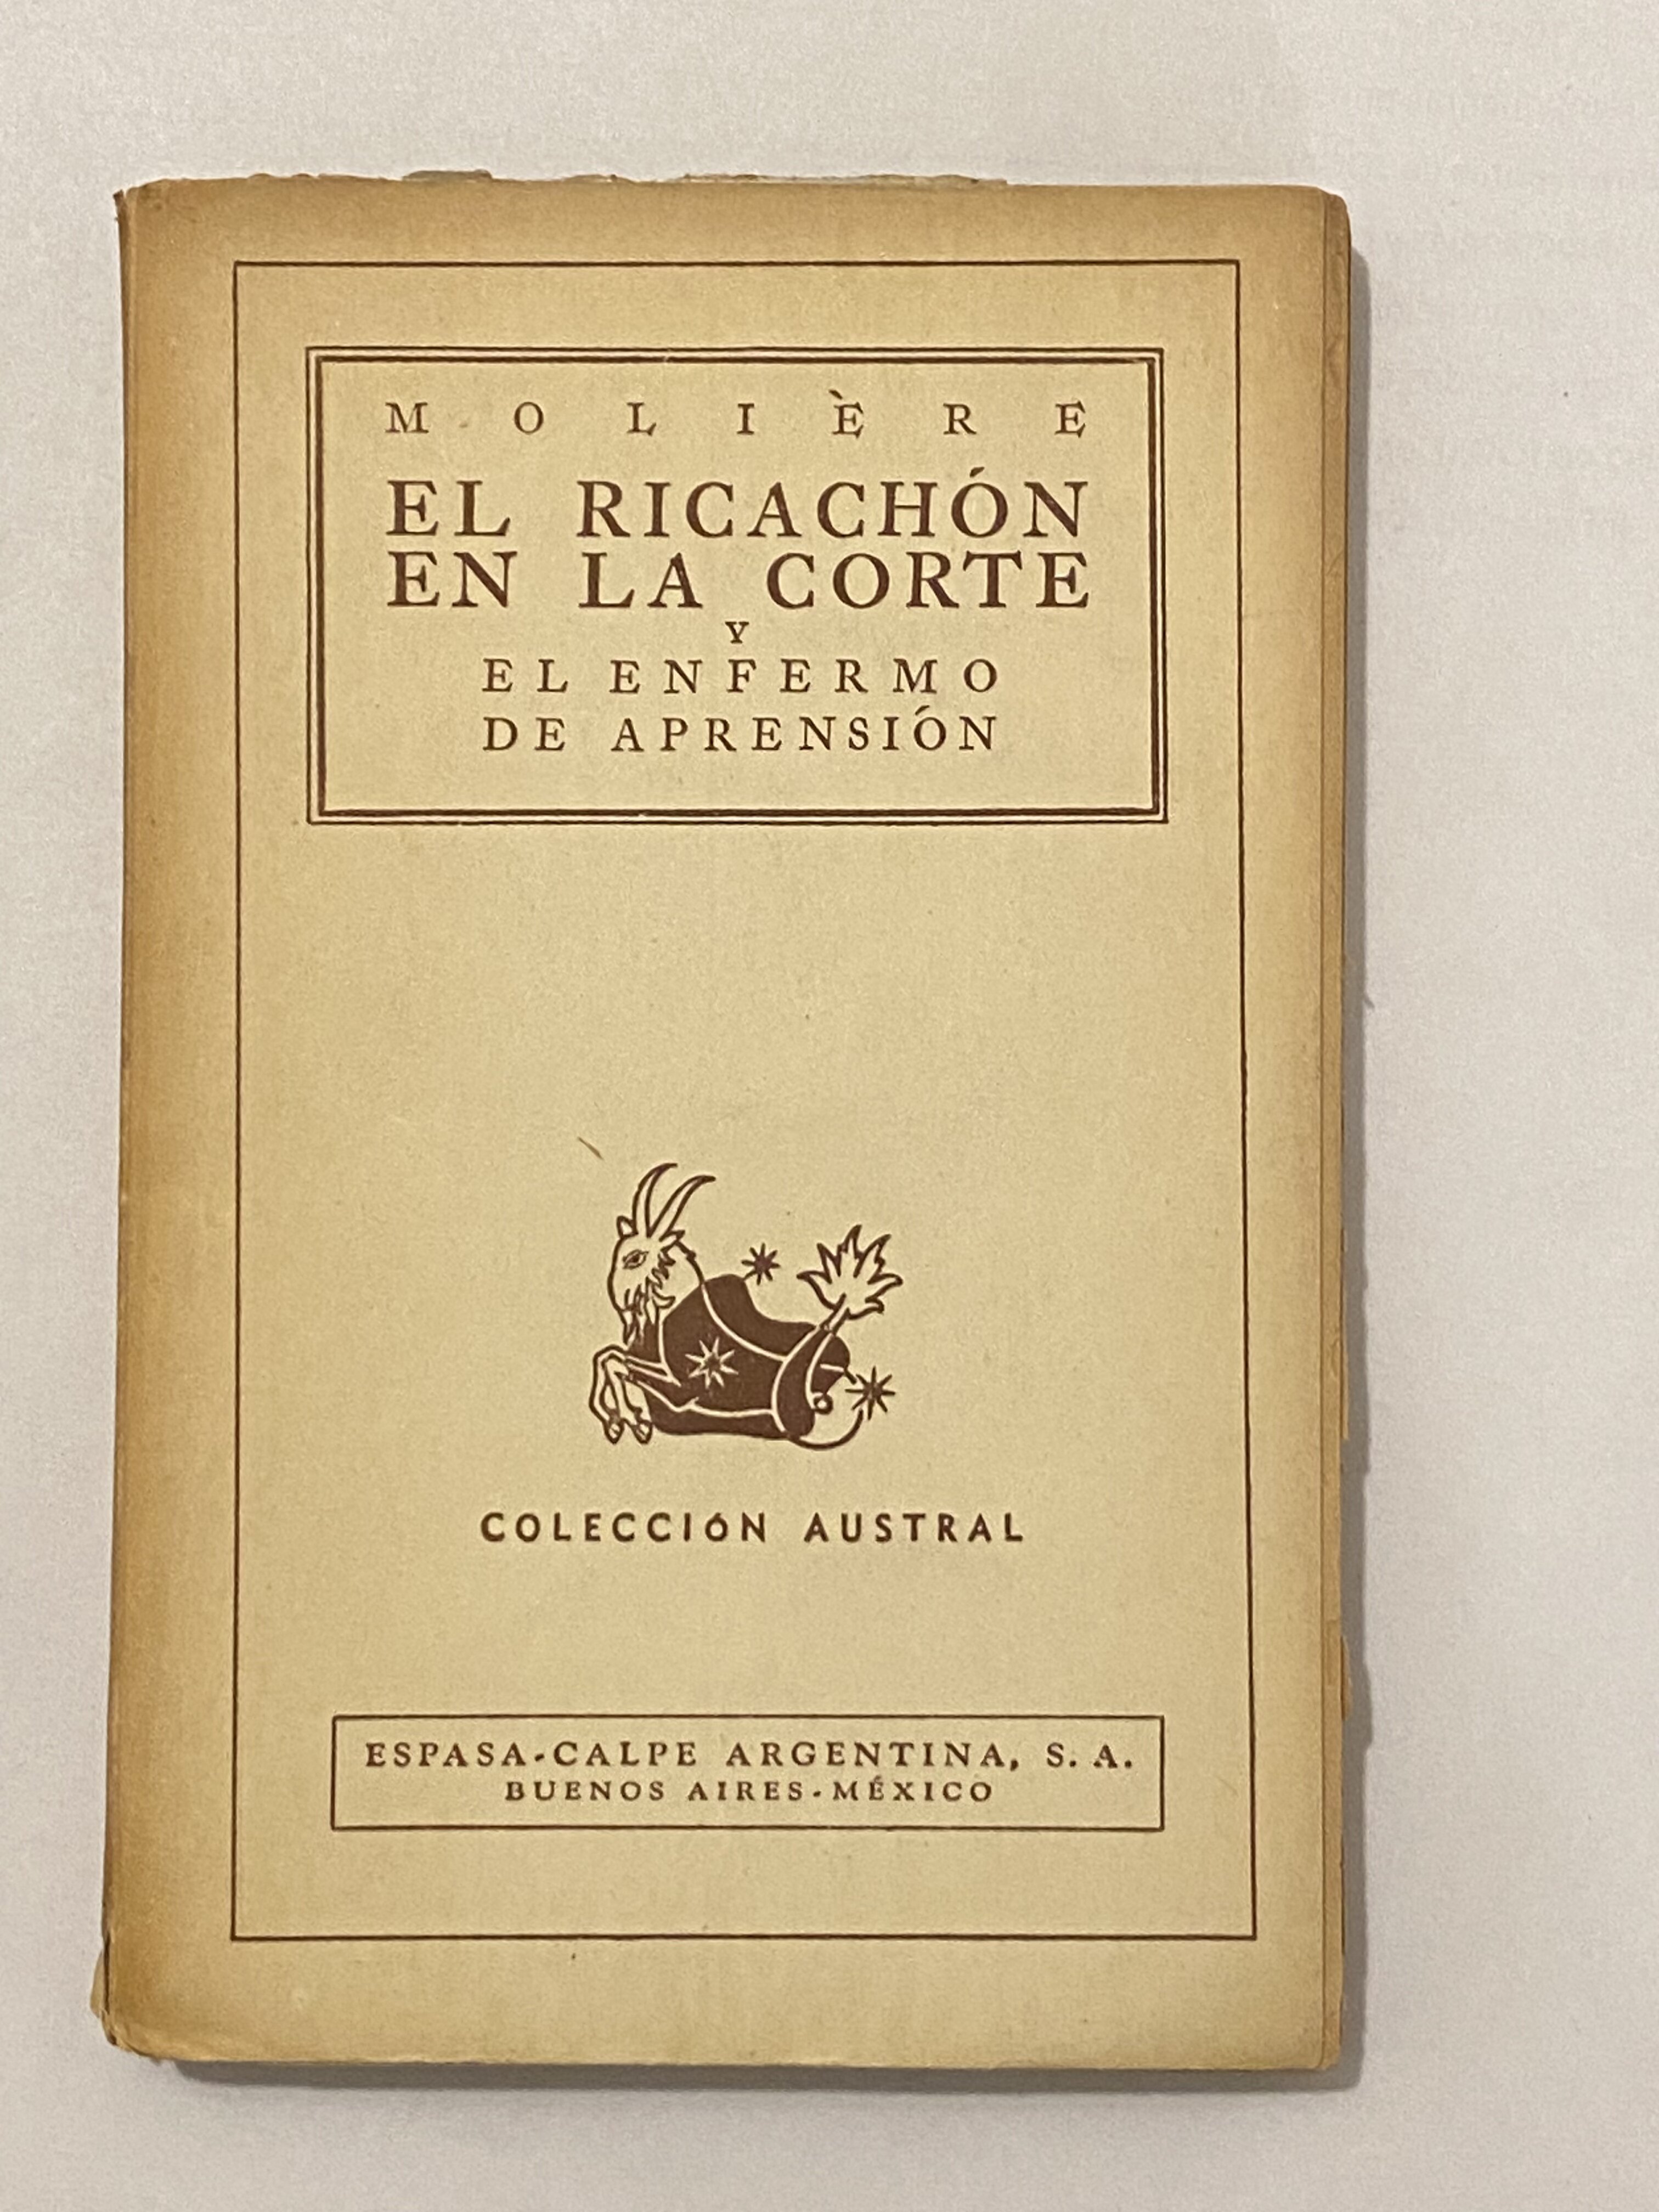 MOLIÈRE
EL RICACHÓN
EN LA CORTE
Y
EL ENFERMO
DE APRENSIÓN
COLECCIÓN AUSTRAL
ESPASA-CALPE ARGENTINA, S. A.
BUENOS AIRES-MÉXICO